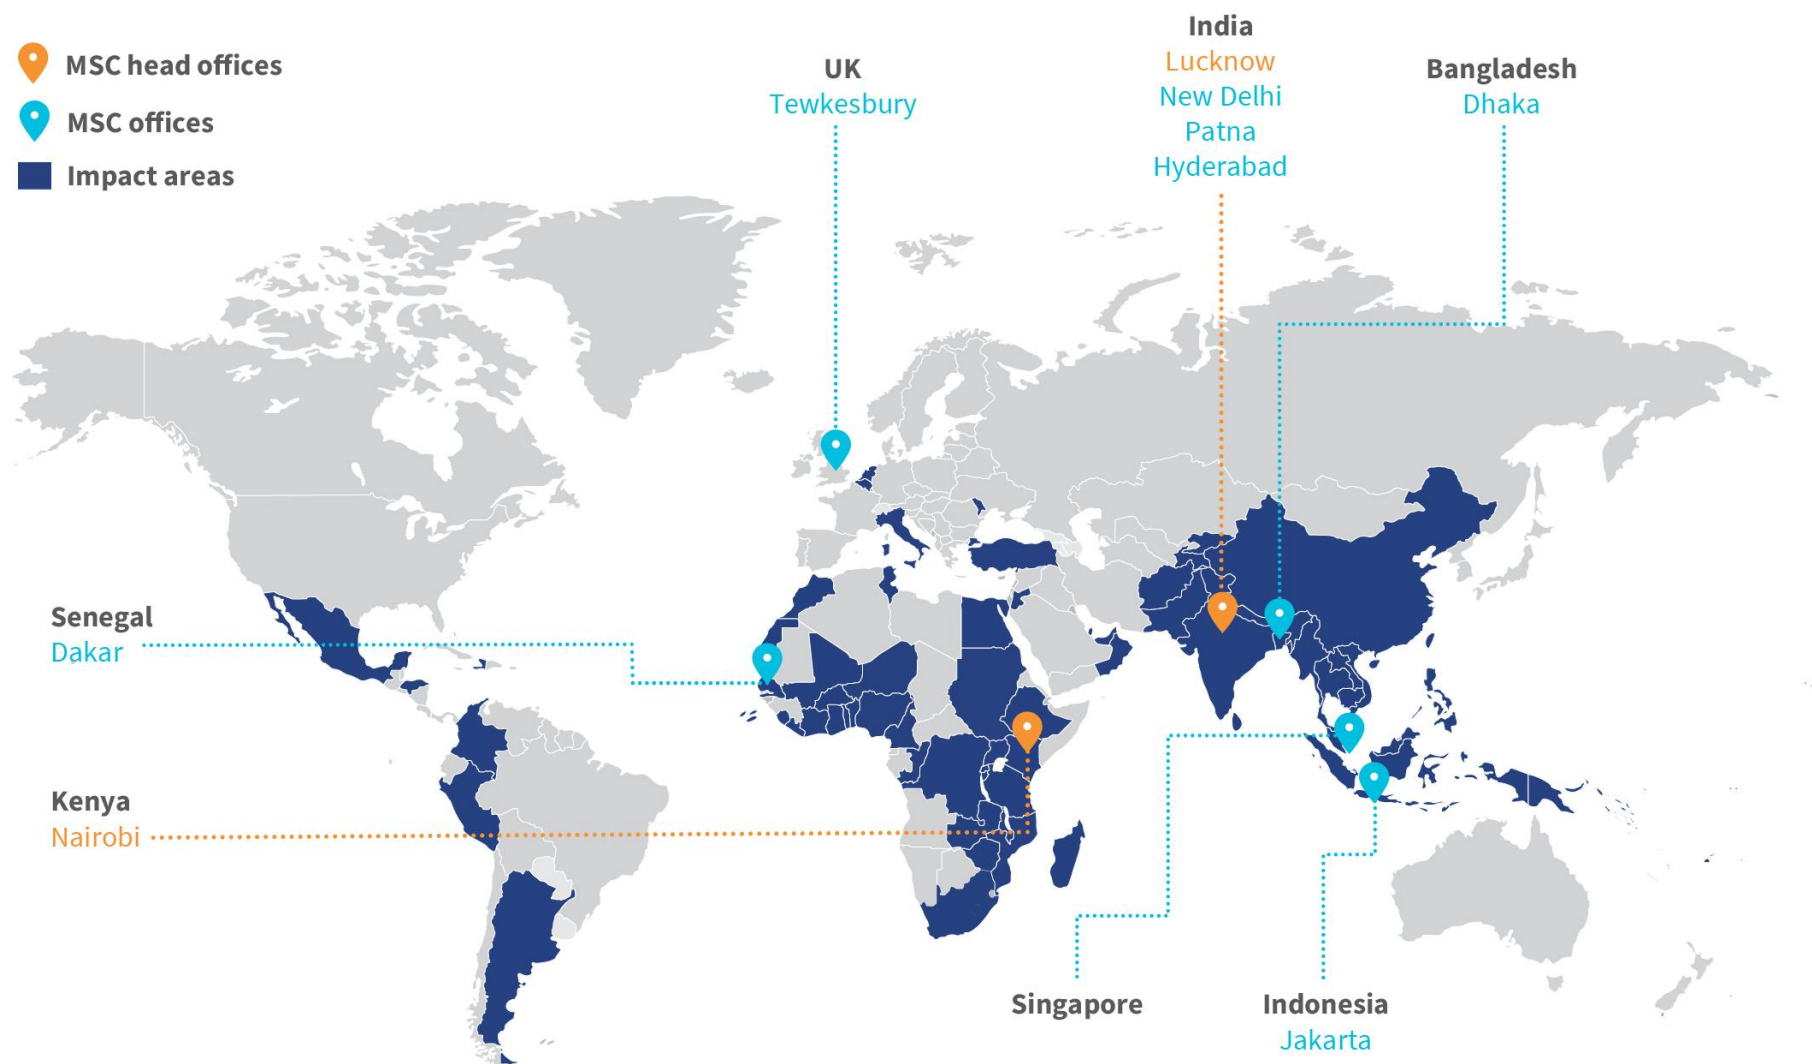 MSC head offices
MSC offices
Impact areas
UK
Tewkesbury
India
Lucknow
New Delhi
Patna
Hyderabad
Bangladesh
Dhaka
Senegal
Dakar
Kenya
Nairobi
Singapore
Indonesia
Jakarta